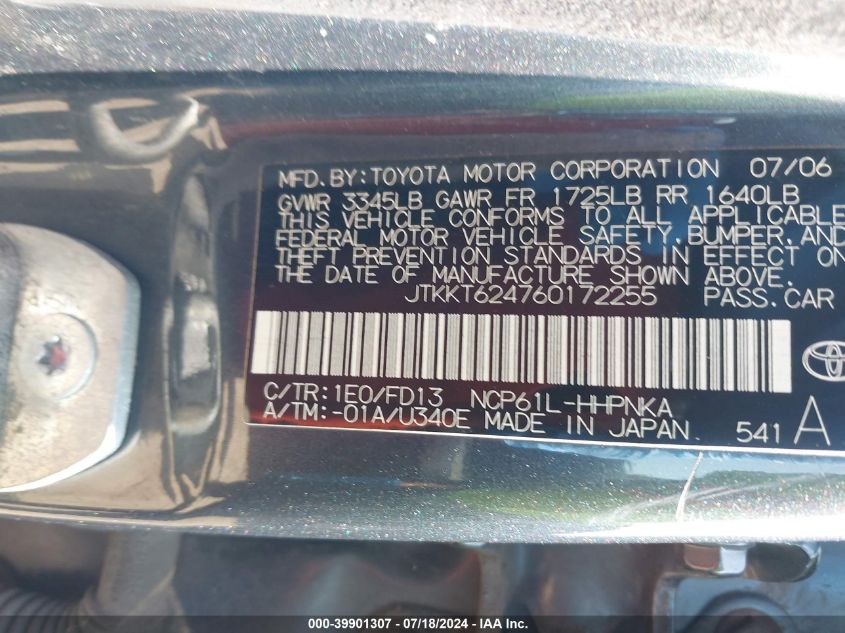 MFD.BY:TOYOTA MOTOR CORPORATION 07/06
GVWR 3345LB GAWR FR 1725LB RR 1640LB
THIS VEHICLE CONFORMS TO ALL APPLICABLE
FEDERAL MOTOR VEHICLE SAFETY,BUMPER,AND
THEFT PREVENTION STANDARDS IN EFFECT ON
THE DATE OF MANUFACTURE SHOWN ABOVE.
JTKKT624760172255 PASS.CAR
C/TR:1E0/FD13 NCP61L-HHPNKA
A/TM:-01A/U340E MADE IN JAPAN 541 A
000-39901307 / 07/18/2024 - IAA Inc.